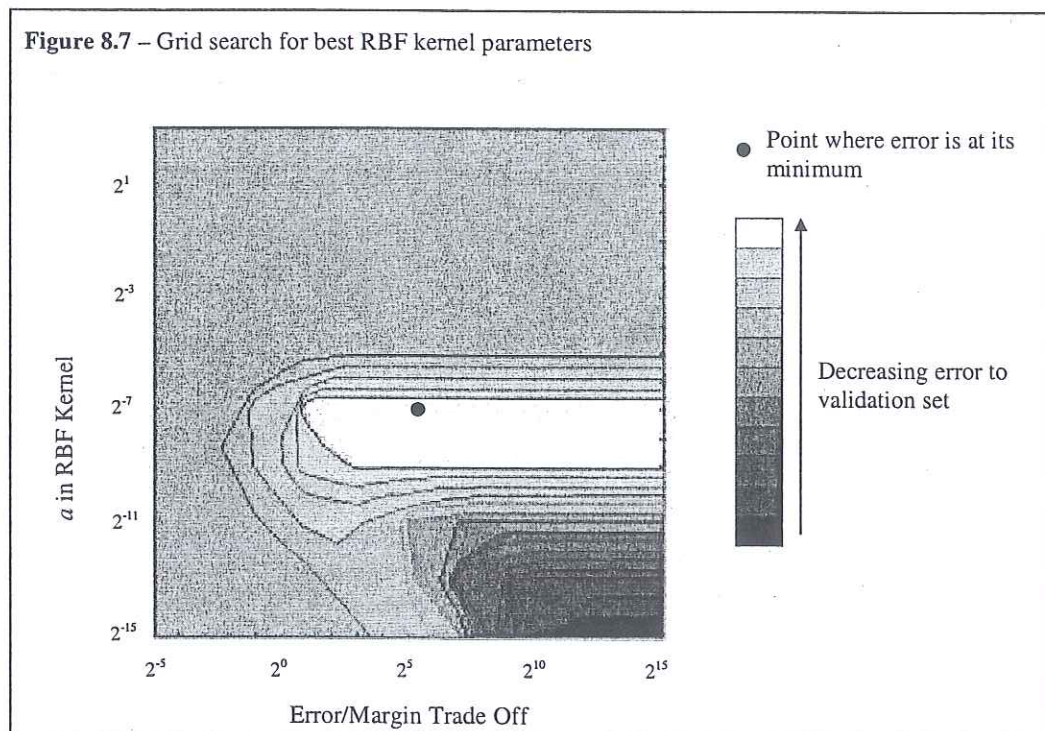 Figure 8.7 – Grid search for best RBF kernel parameters
Point where error is at its
minimum
2^1
2^-3
2^-7
2^-11
2^-15
a in RBF Kernel
Decreasing error to
validation set
2^-5
2^0
2^5
2^10
2^15
Error/Margin Trade Off